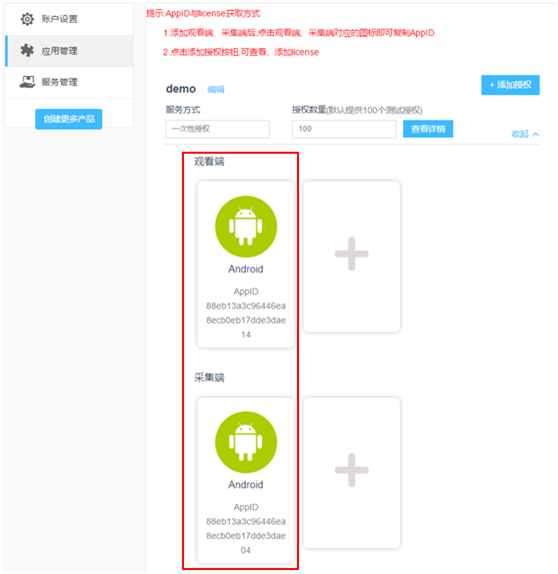 账户设置
应用管理
服务管理
创建更多产品
提示:AppID与license获取方式
1.添加观看端、采集端后,点击观看端、采集端对应的图标即可复制AppID
2.点击添加授权按钮,可查看、添加license
demo 编辑
+ 添加授权
服务方式
授权数量(默认提供100个测试授权)
一次性授权
100
查看详情
收起
观看端
Android
AppID
88eb13a3c96446ea
8ecb0eb17dde3dae
14
采集端
Android
AppID
88eb13a3c96446ea
8ecb0eb17dde3dae
04